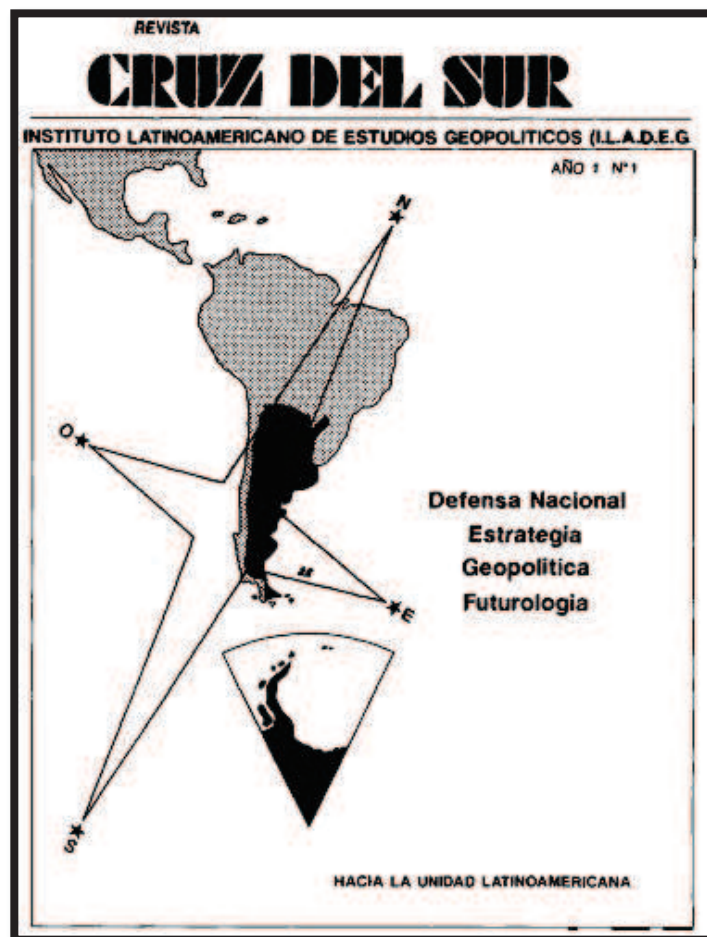 REVISTA
CRUZ DEL SUR
INSTITUTO LATINOAMERICANO DE ESTUDIOS GEOPOLITICOS (I.L.A.D.E.G
AÑO 1 N°1
N
O
Defensa Nacional
Estrategia
Geopolitica
Futurologia
E
S
HACIA LA UNIDAD LATINOAMERICANA